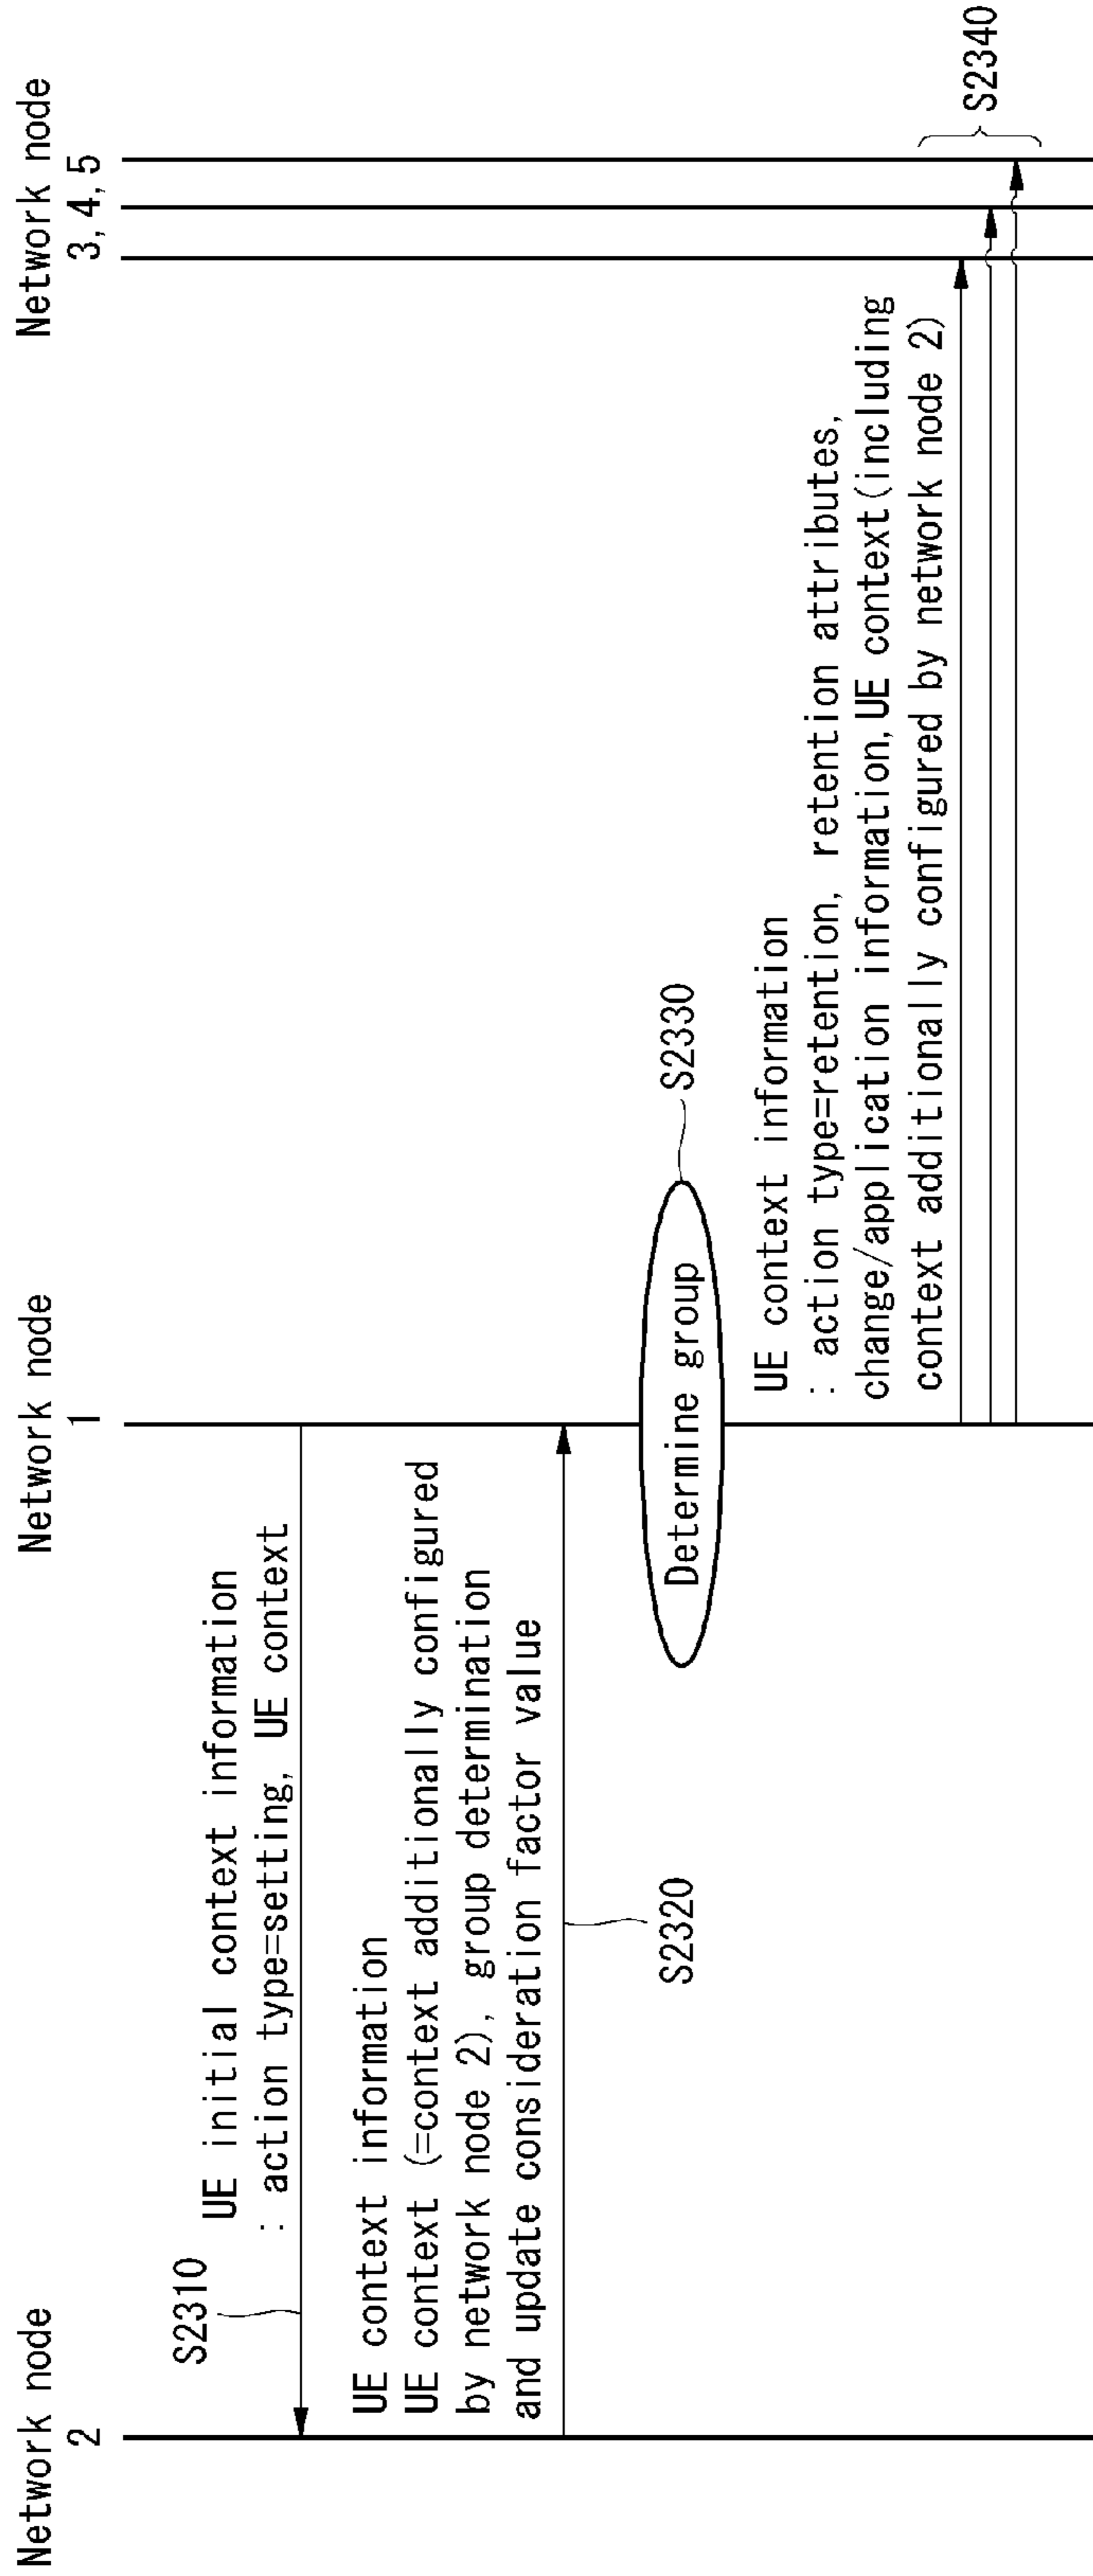 Network node
2
Network node
1
Network node
3, 4, 5
S2310
UE initial context information
: action type=setting, UE context
UE context information
UE context (=context additionally configured
by network node 2), group determination
and update consideration factor value
S2320
Determine group
S2330
UE context information
: action type=retention, retention attributes,
change/application information, UE context(including
context additionally configured by network node 2)
S2340